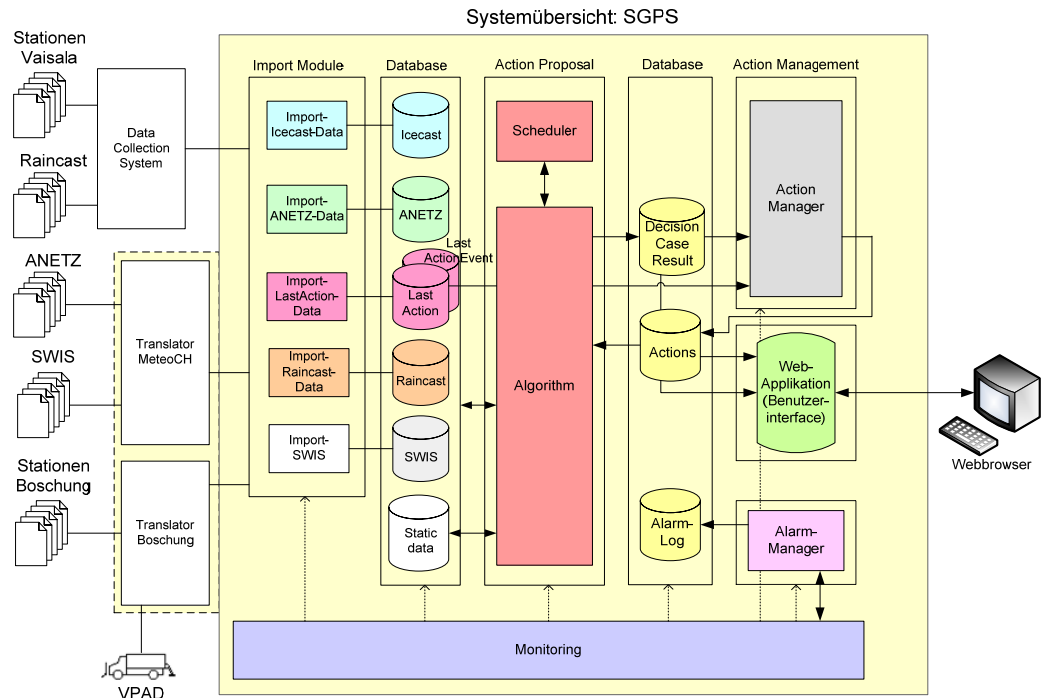 Systemübersicht: SGPS
Stationen
Vaisala
Raincast
ANETZ
SWIS
Stationen
Boschung
Data
Collection
System
Translator
MeteoCH
Translator
Boschung
VPAD
Import Module
Import-
Icecast-Data
Import-
ANETZ-Data
Import-
LastAction-
Data
Import-
Raincast-
Data
Import-
SWIS
Database
Icecast
ANETZ
Last
ActionEvent
Last
Action
Raincast
SWIS
Static
data
Action Proposal
Scheduler
Algorithm
Database
Decision
Case
Result
Actions
Alarm-
Log
Action Management
Action
Manager
Web-
Applikation
(Benutzer-
interface)
Alarm-
Manager
Webbrowser
Monitoring